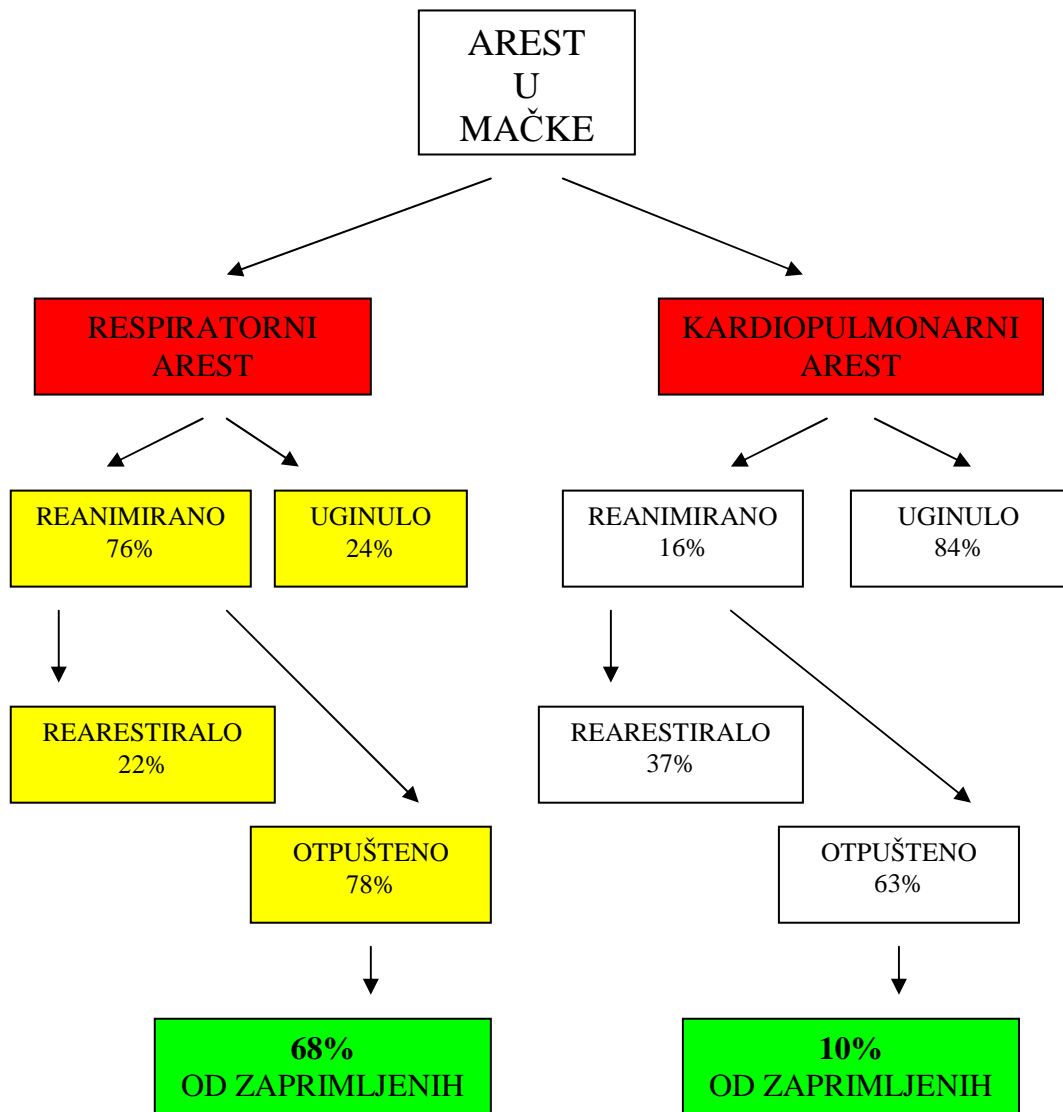 AREST
U
MAČKE
RESPIRATORNI
AREST
KARDIOPULMONARNI
AREST
REANIMIRANO
76%
UGINULO
24%
REANIMIRANO
16%
UGINULO
84%
REARESTIRALO
22%
REARESTIRALO
37%
OTPUŠTENO
78%
OTPUŠTENO
63%
68%
OD ZAPRIMLJENIH
10%
OD ZAPRIMLJENIH